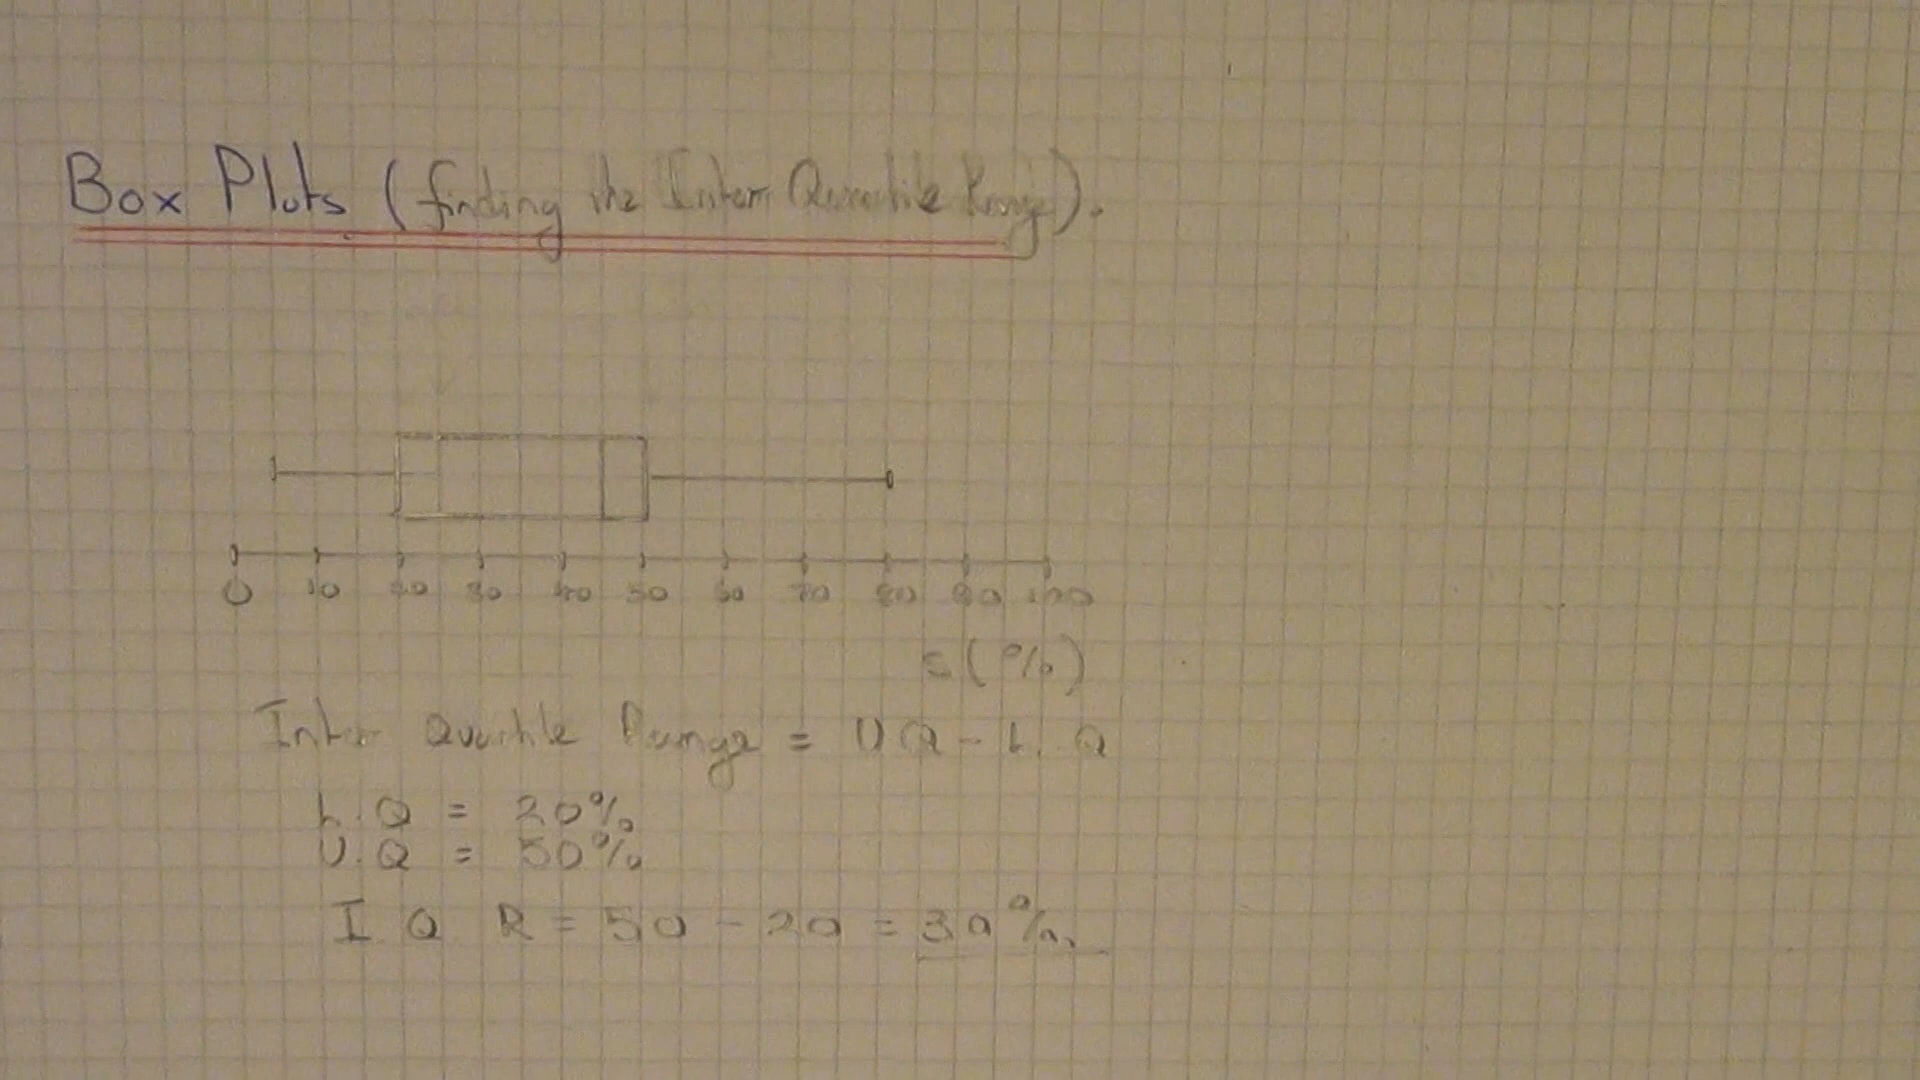 Box Plots (finding the Inter Quartile Range).
0 10 20 30 40 50 60 70 80 90 100
s(%)
Inter Quartile Range = UQ - L.Q
L.Q = 20%
U.Q = 50%
I Q R = 50 - 20 = 30%.